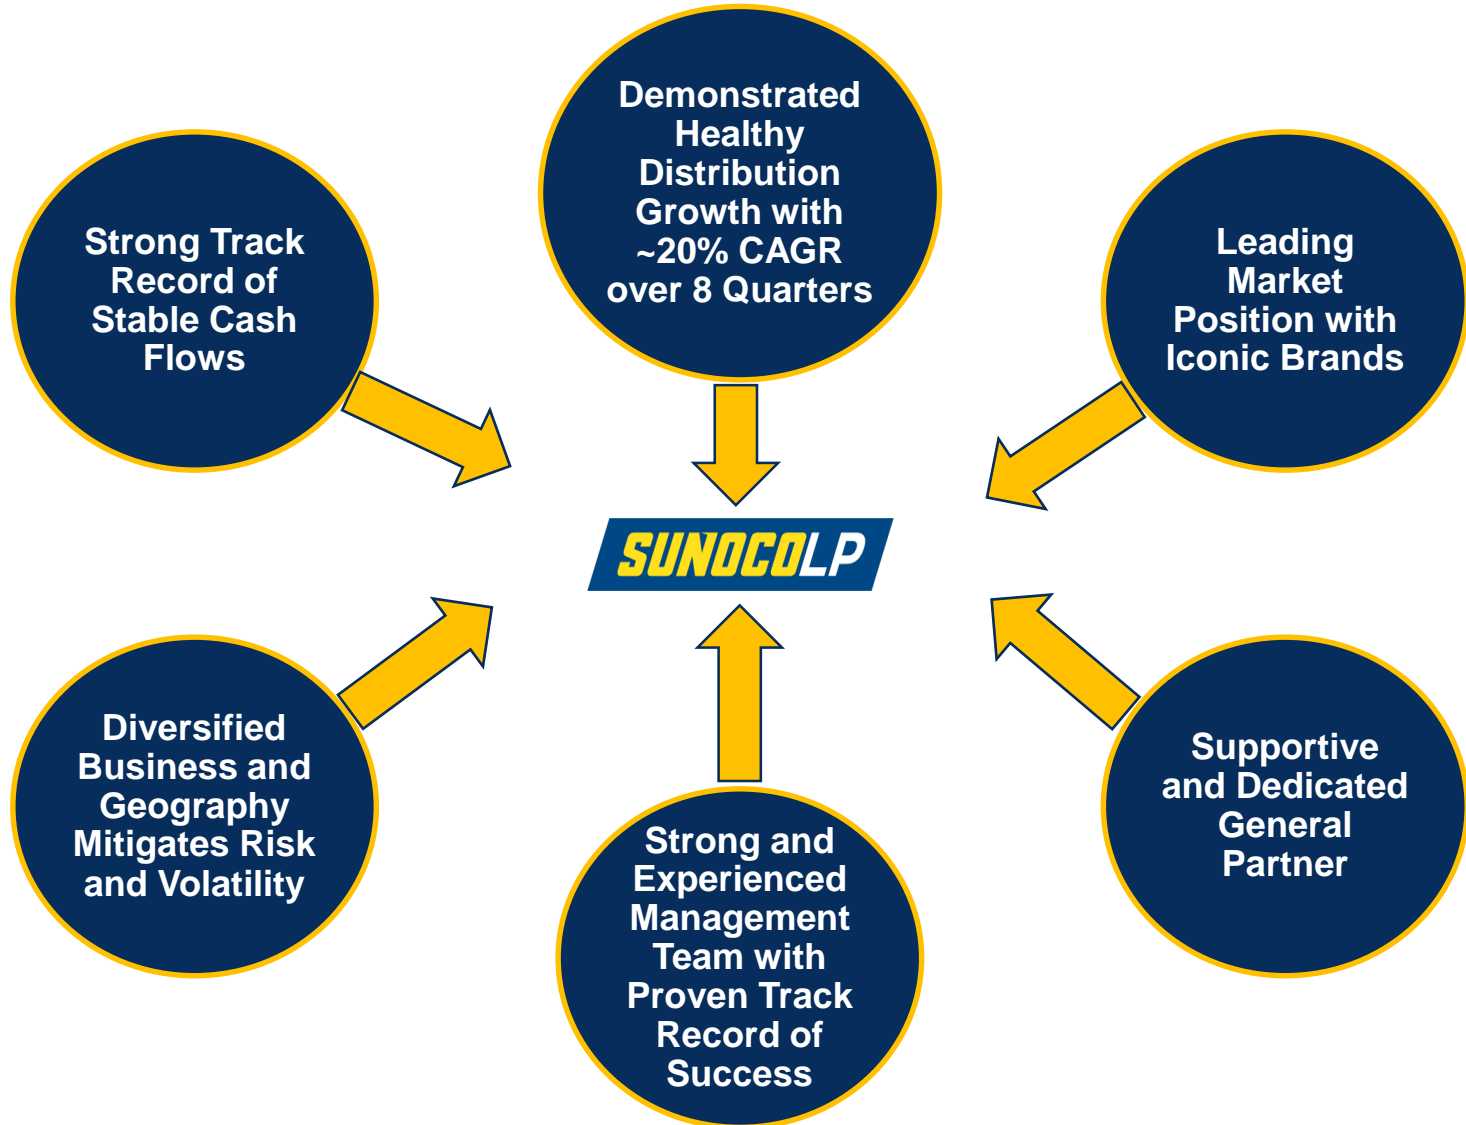 Demonstrated
Healthy
Distribution
Growth with
~20% CAGR
over 8 Quarters
Strong Track
Record of
Stable Cash
Flows
Leading
Market
Position with
Iconic Brands
SUNOCOLP
Diversified
Business and
Geography
Mitigates Risk
and Volatility
Supportive
and Dedicated
General
Partner
Strong and
Experienced
Management
Team with
Proven Track
Record of
Success